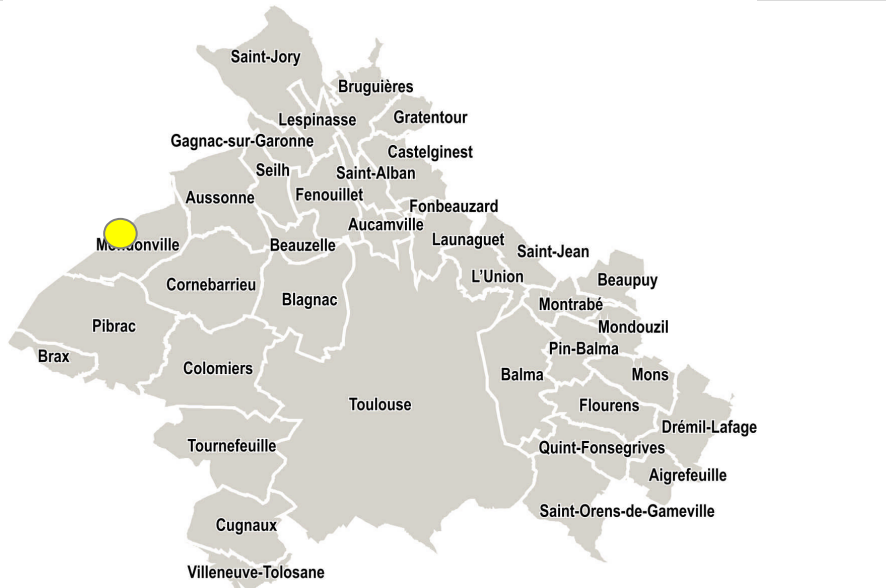 Saint-Jory
Bruguières
Lespinasse
Gratentour
Gagnac-sur-Garonne
Castelginest
Seilh
Saint-Alban
Aussonne
Fenouillet
Fonbeauzard
Aucamville
Mondonville
Beauzelle
Launaguet
Saint-Jean
L'Union
Beaupuy
Cornebarrieu
Blagnac
Montrabé
Pibrac
Mondouzil
Pin-Balma
Brax
Colomiers
Balma
Mons
Toulouse
Flourens
Drémil-Lafage
Tournefeuille
Quint-Fonsegrives
Aigrefeuille
Saint-Orens-de-Gameville
Cugnaux
Villeneuve-Tolosane